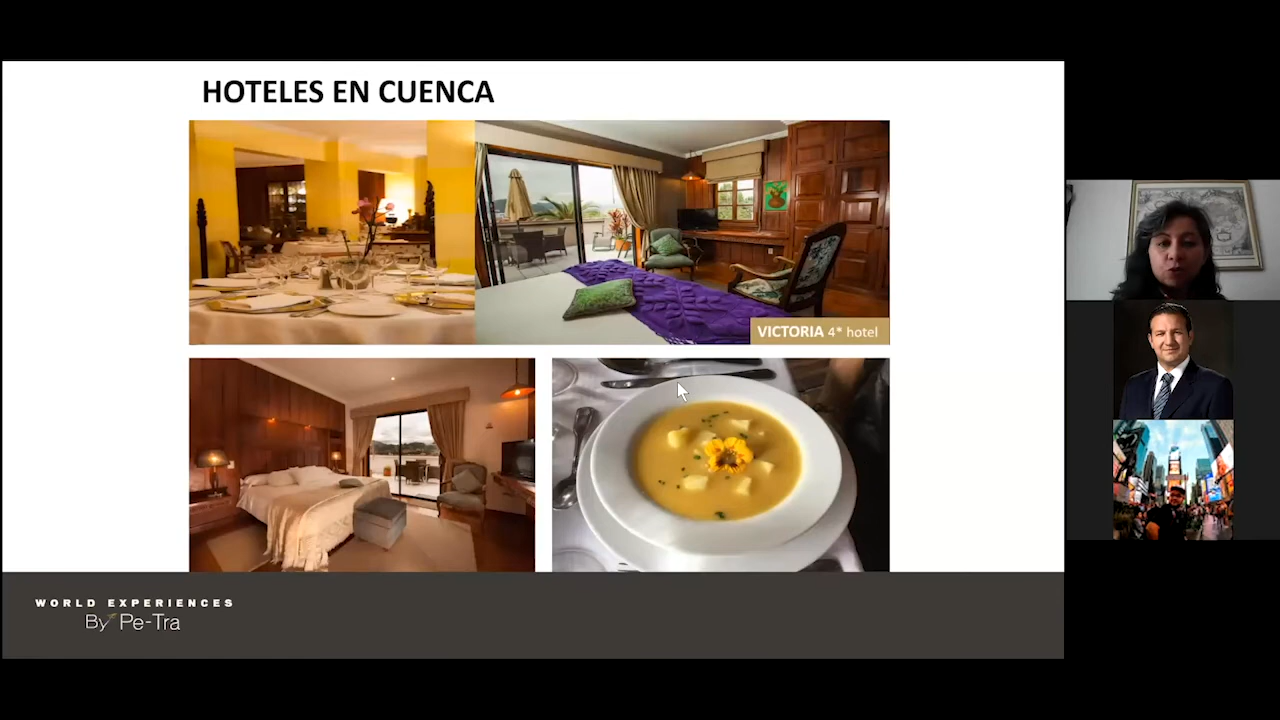 HOTELES EN CUENCA
VICTORIA 4* hotel
WORLD EXPERIENCES
By Pe-Tra